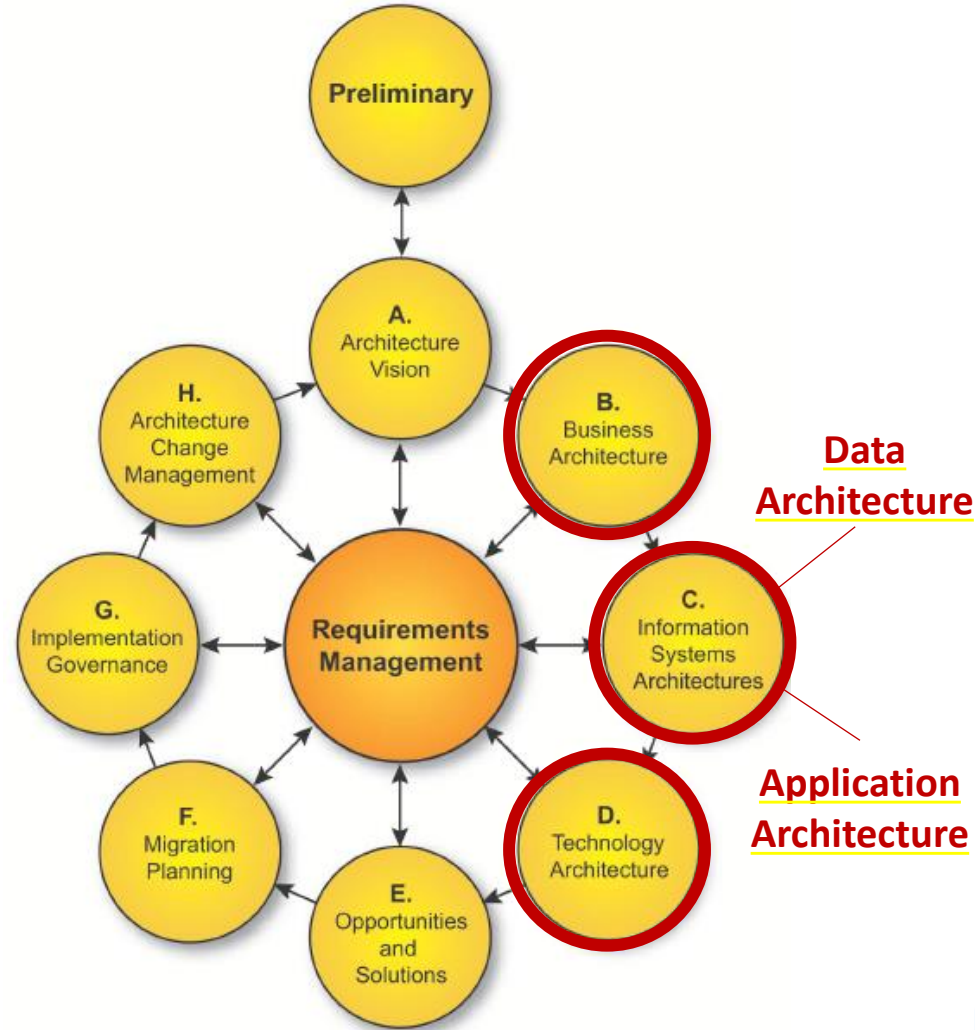 Preliminary
A.
Architecture
Vision
B.
Business
Architecture
Data
Architecture
C.
Information
Systems
Architectures
Application
Architecture
D.
Technology
Architecture
E.
Opportunities
and
Solutions
F.
Migration
Planning
G.
Implementation
Governance
H.
Architecture
Change
Management
Requirements
Management